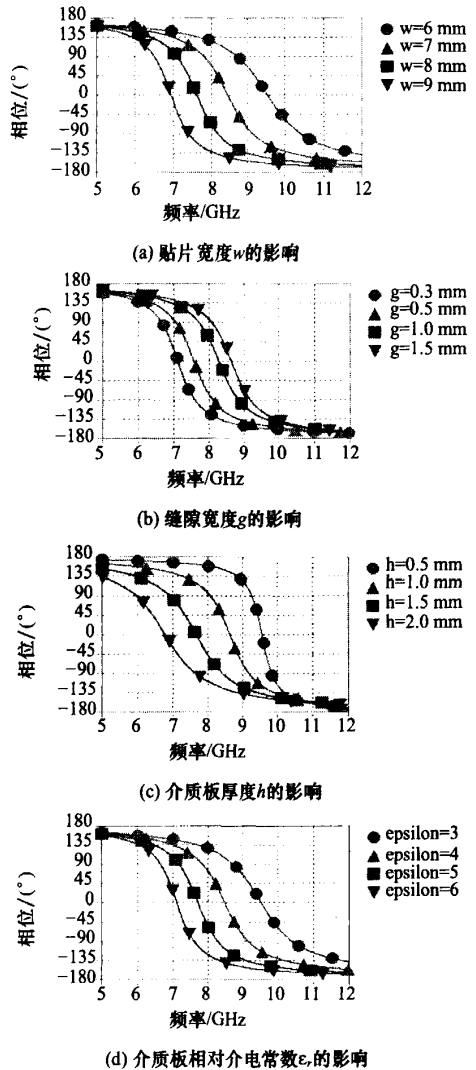 180
135
90
45
0
-45
-90
-135
-180
相位/(°)
5 6 7 8 9 10 11 12
频率/GHz
w=6 mm
w=7 mm
w=8 mm
w=9 mm
(a) 贴片宽度w的影响
180
135
90
45
0
-45
-90
-135
-180
相位/(°)
5 6 7 8 9 10 11 12
频率/GHz
g=0.3 mm
g=0.5 mm
g=1.0 mm
g=1.5 mm
(b) 缝隙宽度g的影响
180
135
90
45
0
-45
-90
-135
-180
相位/(°)
5 6 7 8 9 10 11 12
频率/GHz
h=0.5 mm
h=1.0 mm
h=1.5 mm
h=2.0 mm
(c) 介质板厚度h的影响
180
135
90
45
0
-45
-90
-135
-180
相位/(°)
5 6 7 8 9 10 11 12
频率/GHz
epsilon=3
epsilon=4
epsilon=5
epsilon=6
(d) 介质板相对介电常数εr的影响